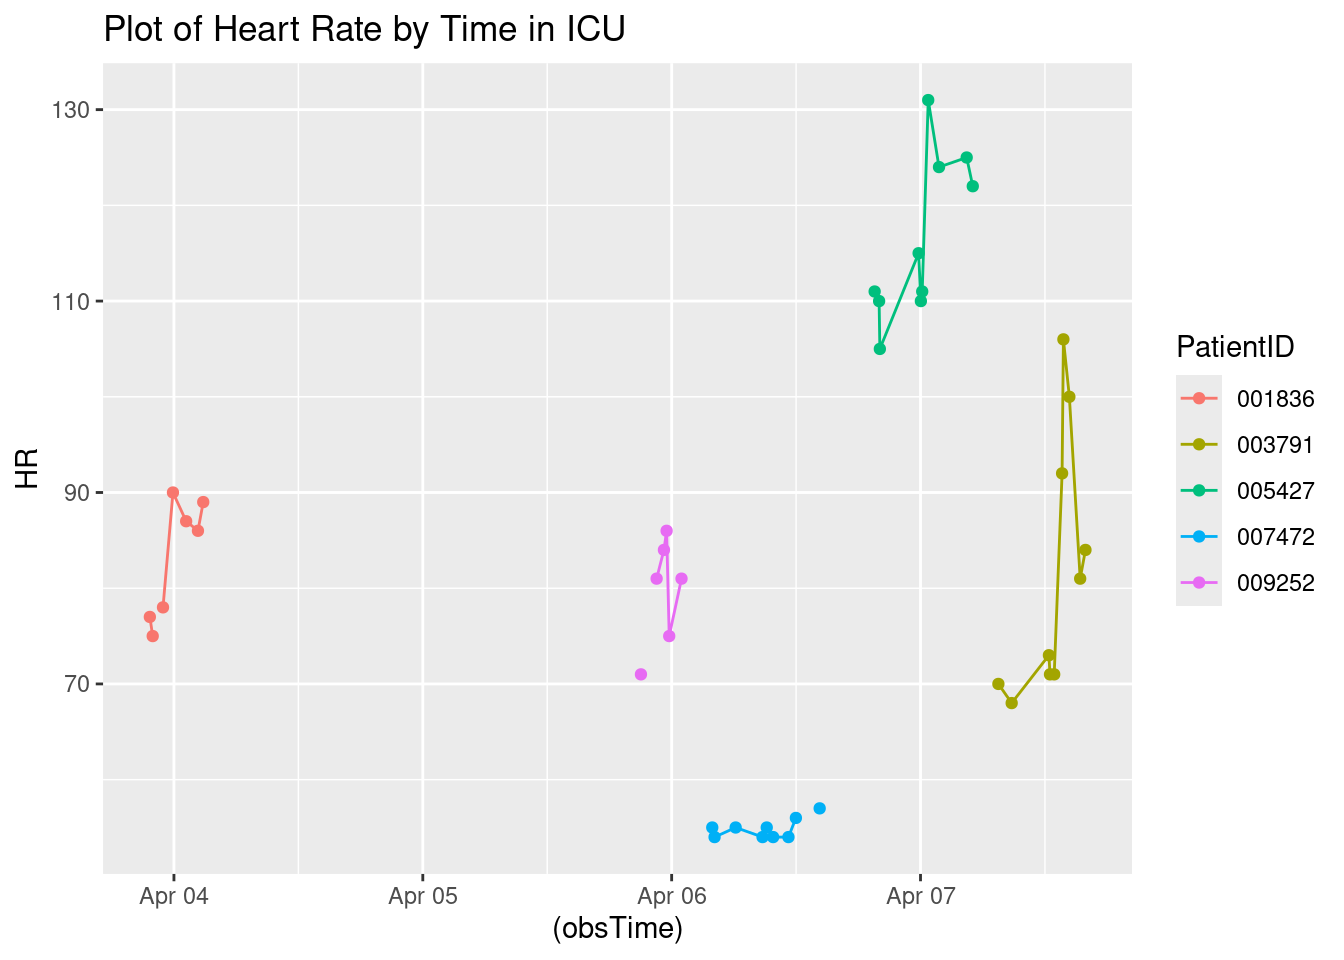 Plot of Heart Rate by Time in ICU
130
110
90
70
HR
Apr 04
Apr 05
Apr 06
Apr 07
(obsTime)
PatientID
001836
003791
005427
007472
009252